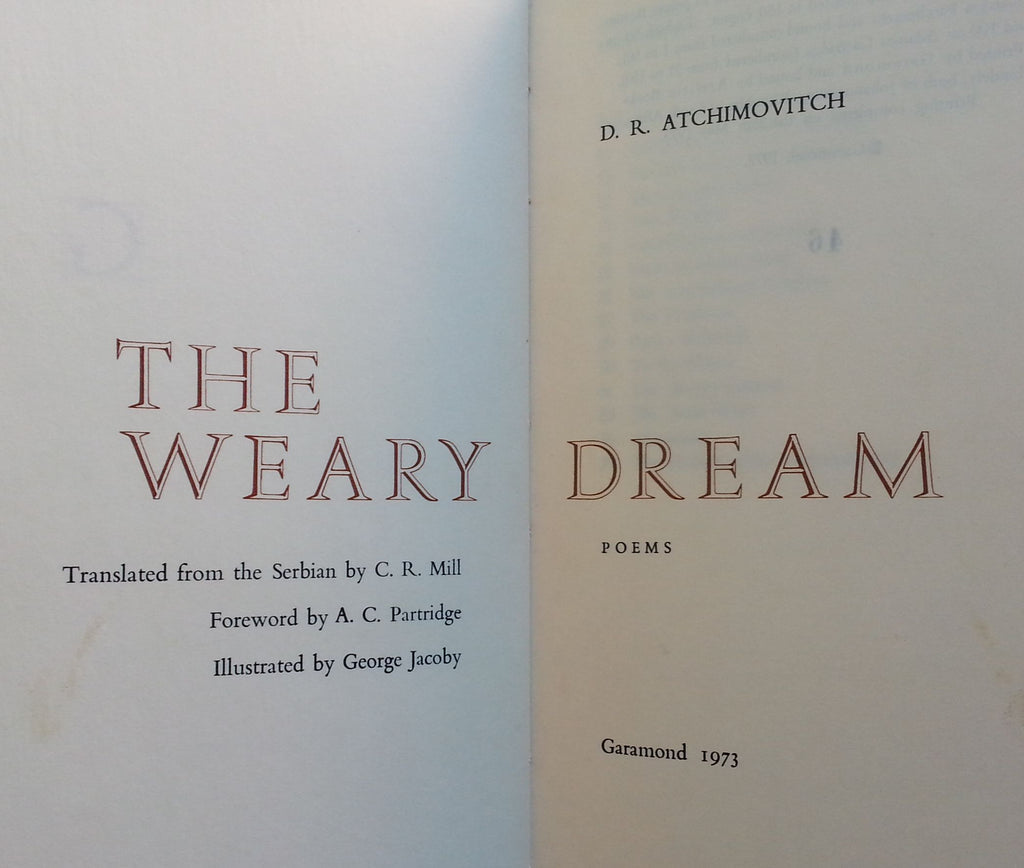 THE
WEARY DREAM
Translated from the Serbian by C. R. Mill
Foreword by A. C. Partridge
Illustrated by George Jacoby
D. R. ATCHIMOVITCH
POEMS
Garamond 1973